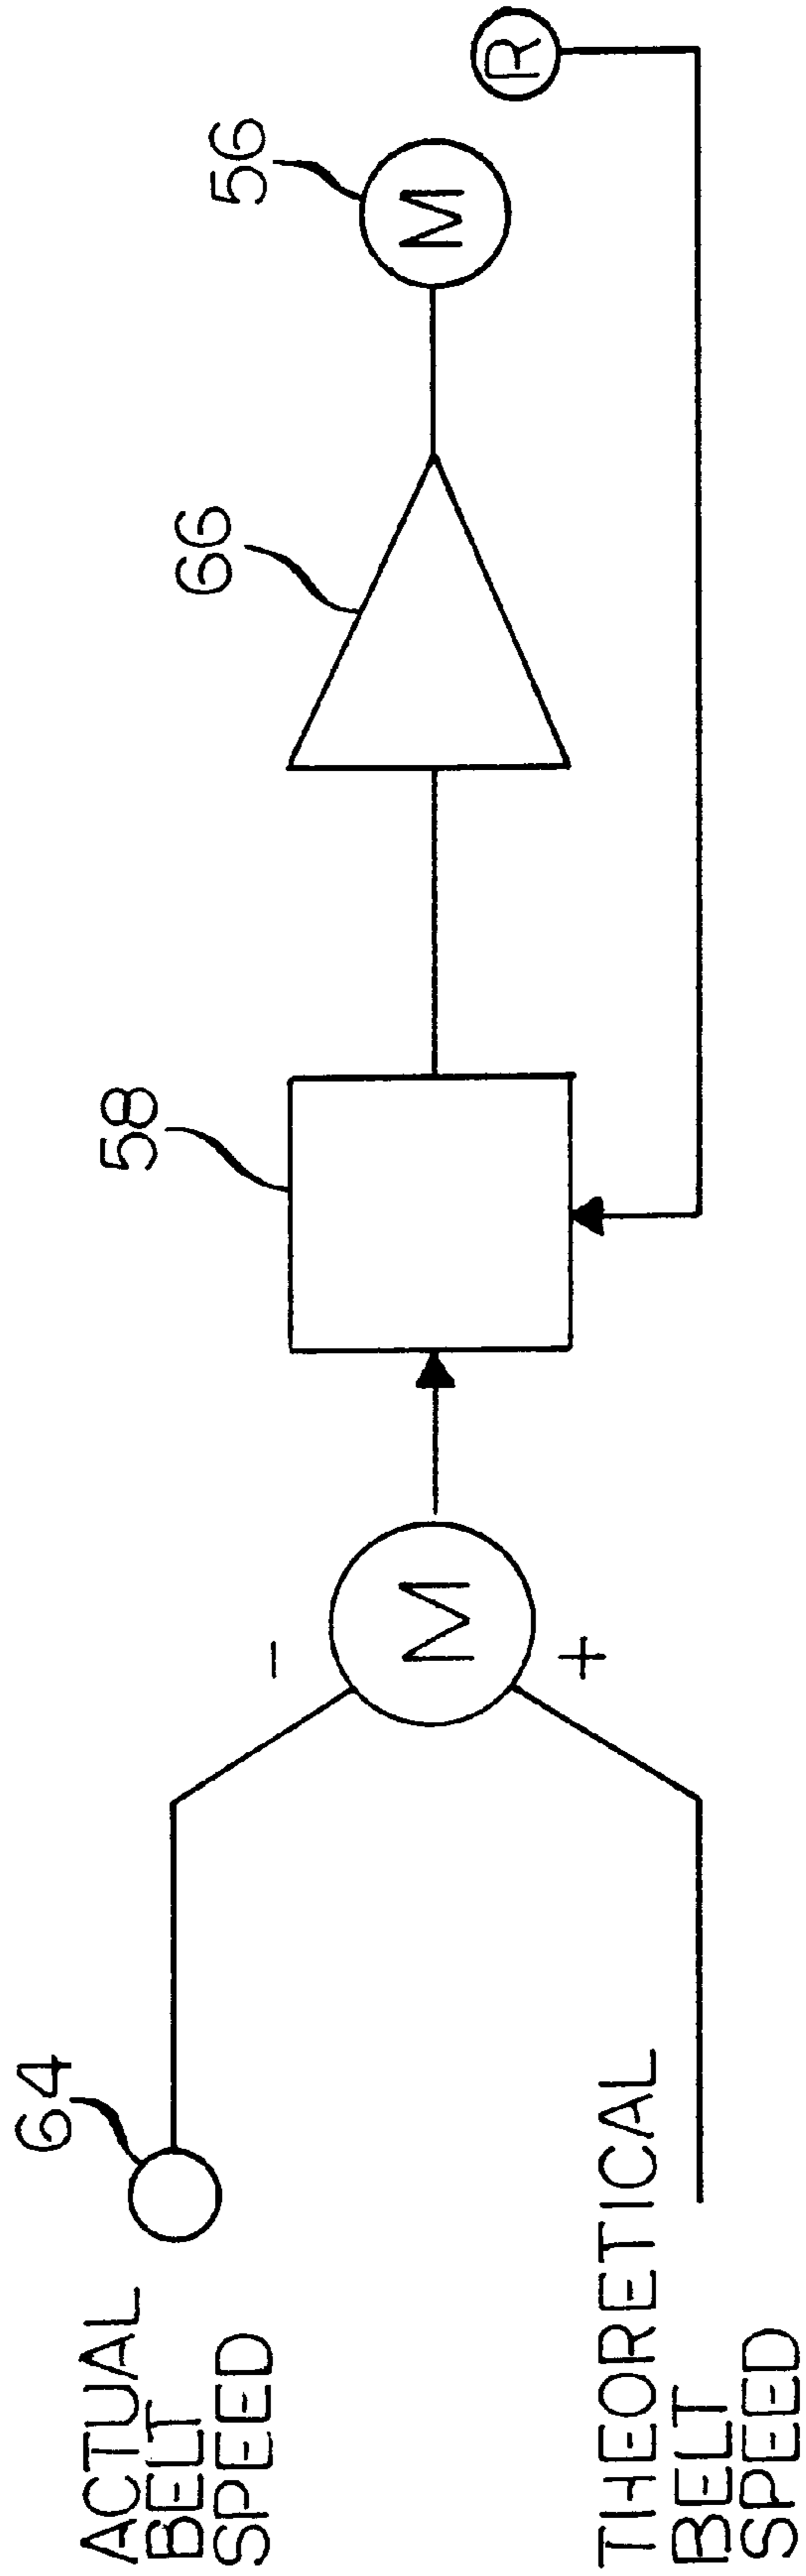 ACTUAL
BELT
SPEED
64
THEORETICAL
BELT
SPEED
−
M
+
58
66
56
M
R